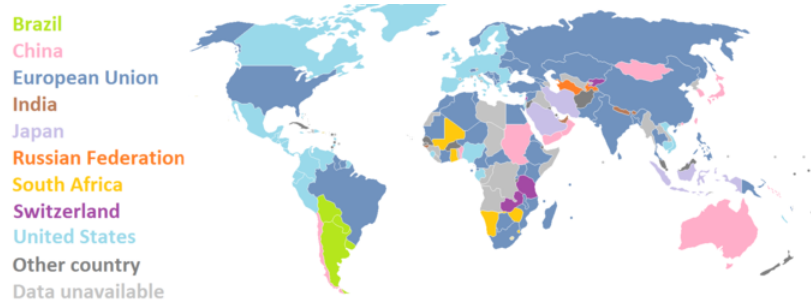 Brazil
China
European Union
India
Japan
Russian Federation
South Africa
Switzerland
United States
Other country
Data unavailable